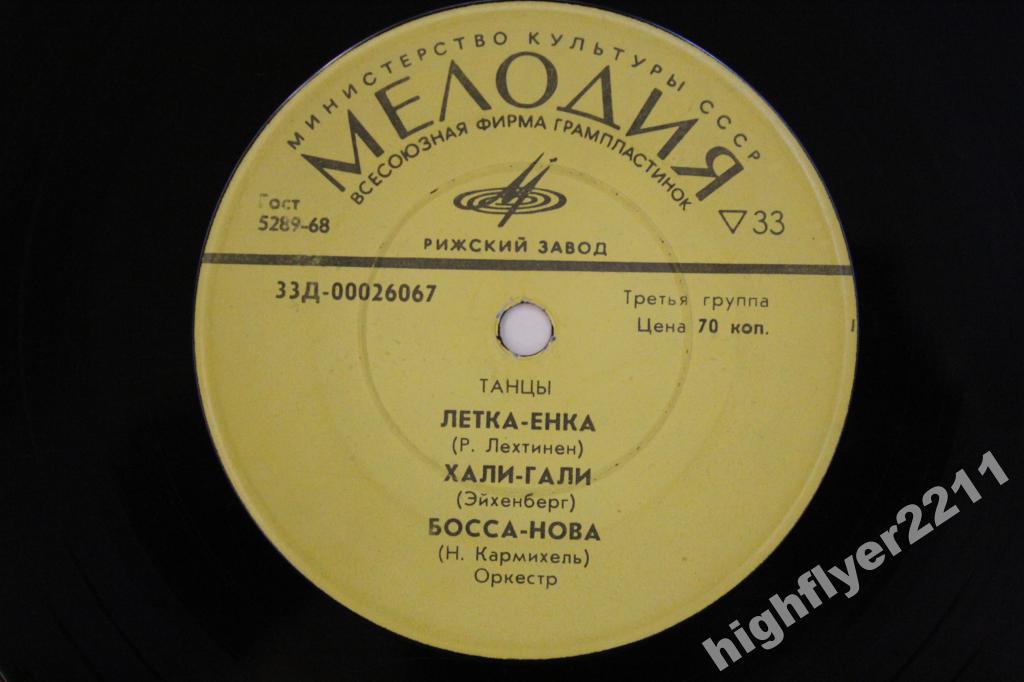 МИНИСТЕРСТВО КУЛЬТУРЫ СССР
МЕЛОДИЯ
ВСЕСОЮЗНАЯ ФИРМА ГРАМПЛАСТИНОК
Гост
5289-68
33
РИЖСКИЙ ЗАВОД
33Д-00026067
Третья группа
Цена 70 коп.
ТАНЦЫ
ЛЕТКА-ЕНКА
(Р. Лехтинен)
ХАЛИ-ГАЛИ
(Эйхенберг)
БОССА-НОВА
(Н. Кармихель)
Оркестр
highflyer2211